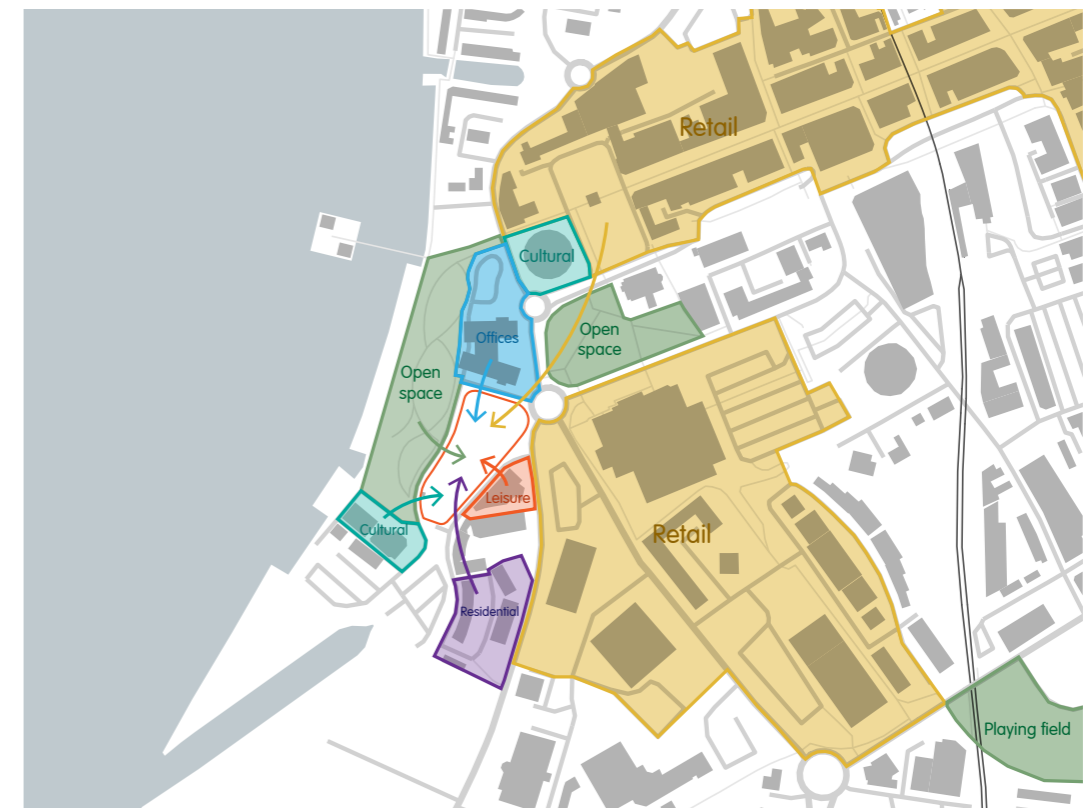 Retail
Cultural
Offices
Open
space
Open
space
Leisure
Cultural
Retail
Residential
Playing field